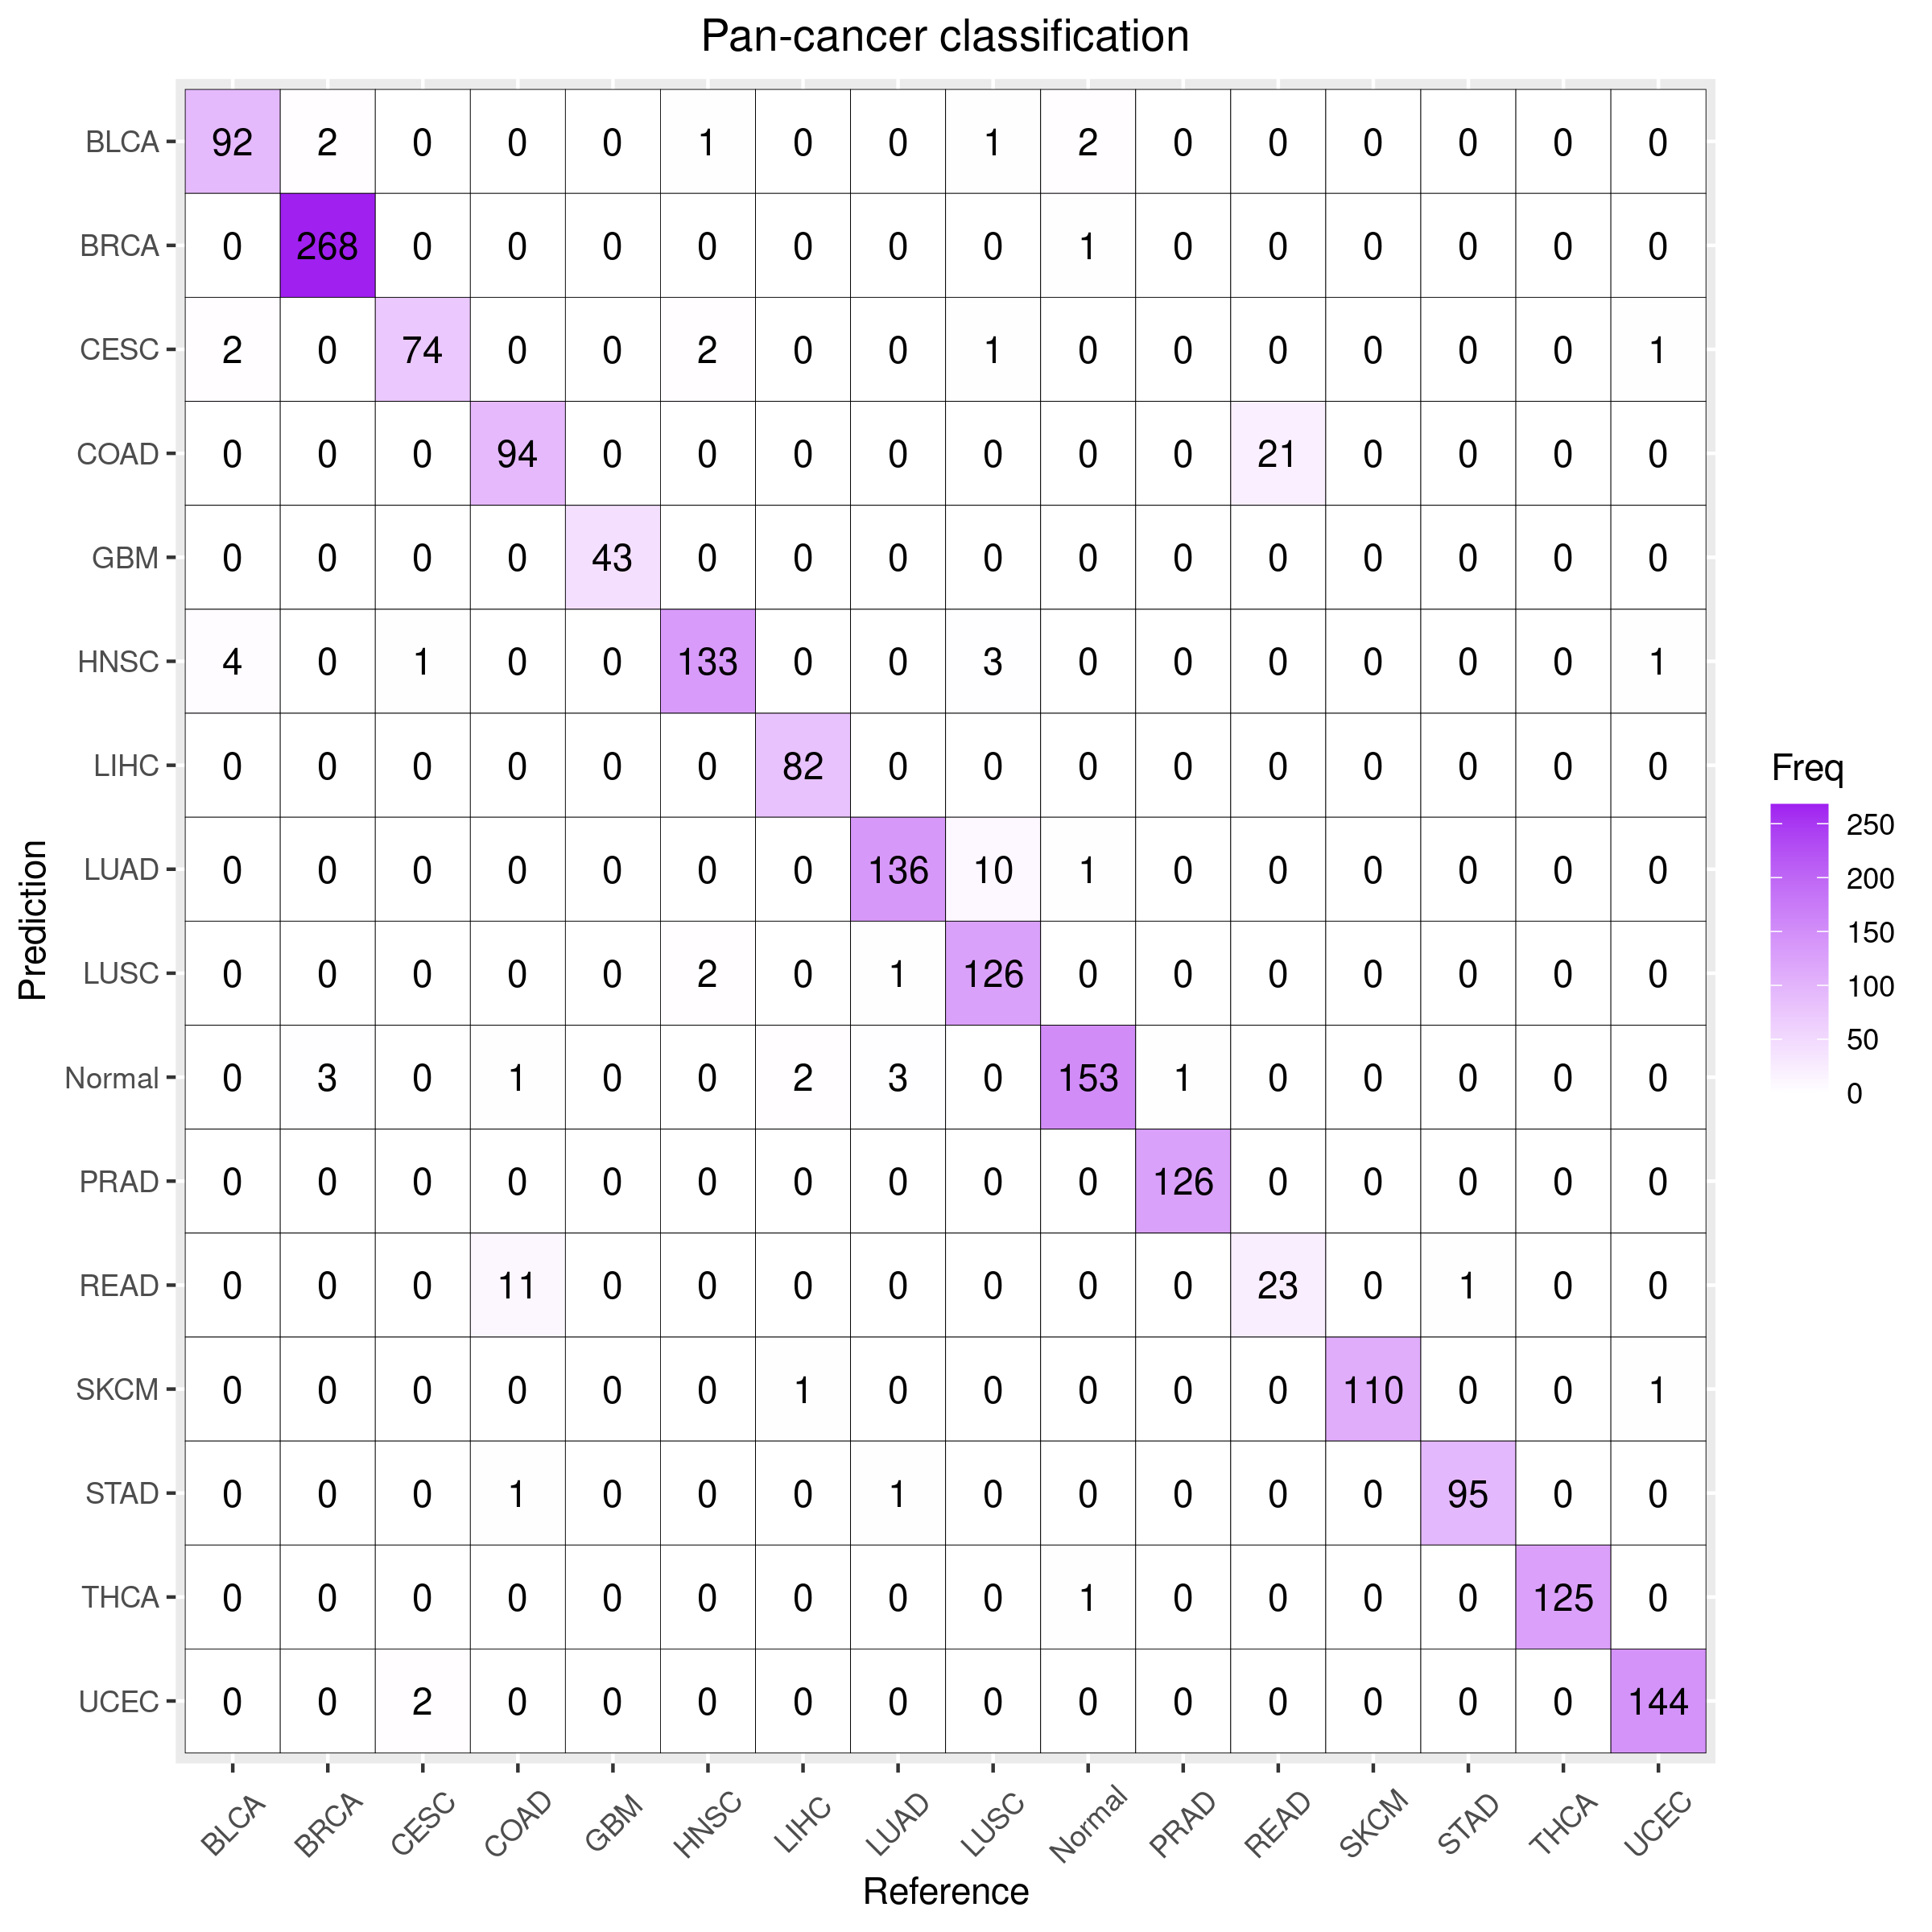 Pan-cancer classification
Prediction
BLCA 92 2 0 0 0 1 0 0 1 2 0 0 0 0 0 0
BRCA 0 268 0 0 0 0 0 0 0 1 0 0 0 0 0 0
CESC 2 0 74 0 0 2 0 0 1 0 0 0 0 0 0 1
COAD 0 0 0 94 0 0 0 0 0 0 0 21 0 0 0 0
GBM 0 0 0 0 43 0 0 0 0 0 0 0 0 0 0 0
HNSC 4 0 1 0 0 133 0 0 3 0 0 0 0 0 0 1
LIHC 0 0 0 0 0 0 82 0 0 0 0 0 0 0 0 0
LUAD 0 0 0 0 0 0 0 136 10 1 0 0 0 0 0 0
LUSC 0 0 0 0 0 2 0 1 126 0 0 0 0 0 0 0
Normal 0 3 0 1 0 0 2 3 0 153 1 0 0 0 0 0
PRAD 0 0 0 0 0 0 0 0 0 0 126 0 0 0 0 0
READ 0 0 0 11 0 0 0 0 0 0 0 23 0 1 0 0
SKCM 0 0 0 0 0 0 1 0 0 0 0 0 110 0 0 1
STAD 0 0 0 1 0 0 0 1 0 0 0 0 0 95 0 0
THCA 0 0 0 0 0 0 0 0 0 1 0 0 0 0 125 0
UCEC 0 0 2 0 0 0 0 0 0 0 0 0 0 0 0 144
BLCA BRCA CESC COAD GBM HNSC LIHC LUAD LUSC Normal PRAD READ SKCM STAD THCA UCEC
Reference
Freq
250
200
150
100
50
0